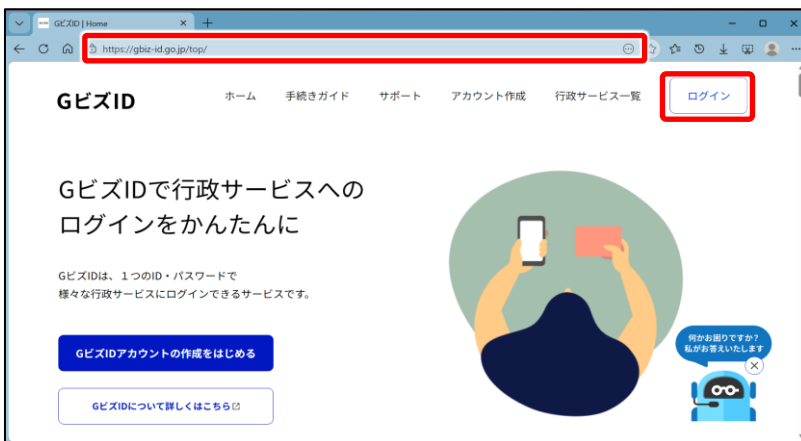 GビズID | Home
https://gbiz-id.go.jp/top/
GビズID
ホーム 手続きガイド サポート アカウント作成 行政サービス一覧 ログイン
GビズIDで行政サービスへの
ログインをかんたんに
GビズIDは、1つのID・パスワードで
様々な行政サービスにログインできるサービスです。
GビズIDアカウントの作成をはじめる
GビズIDについて詳しくはこちら
何かお困りですか?
私がお答えいたします